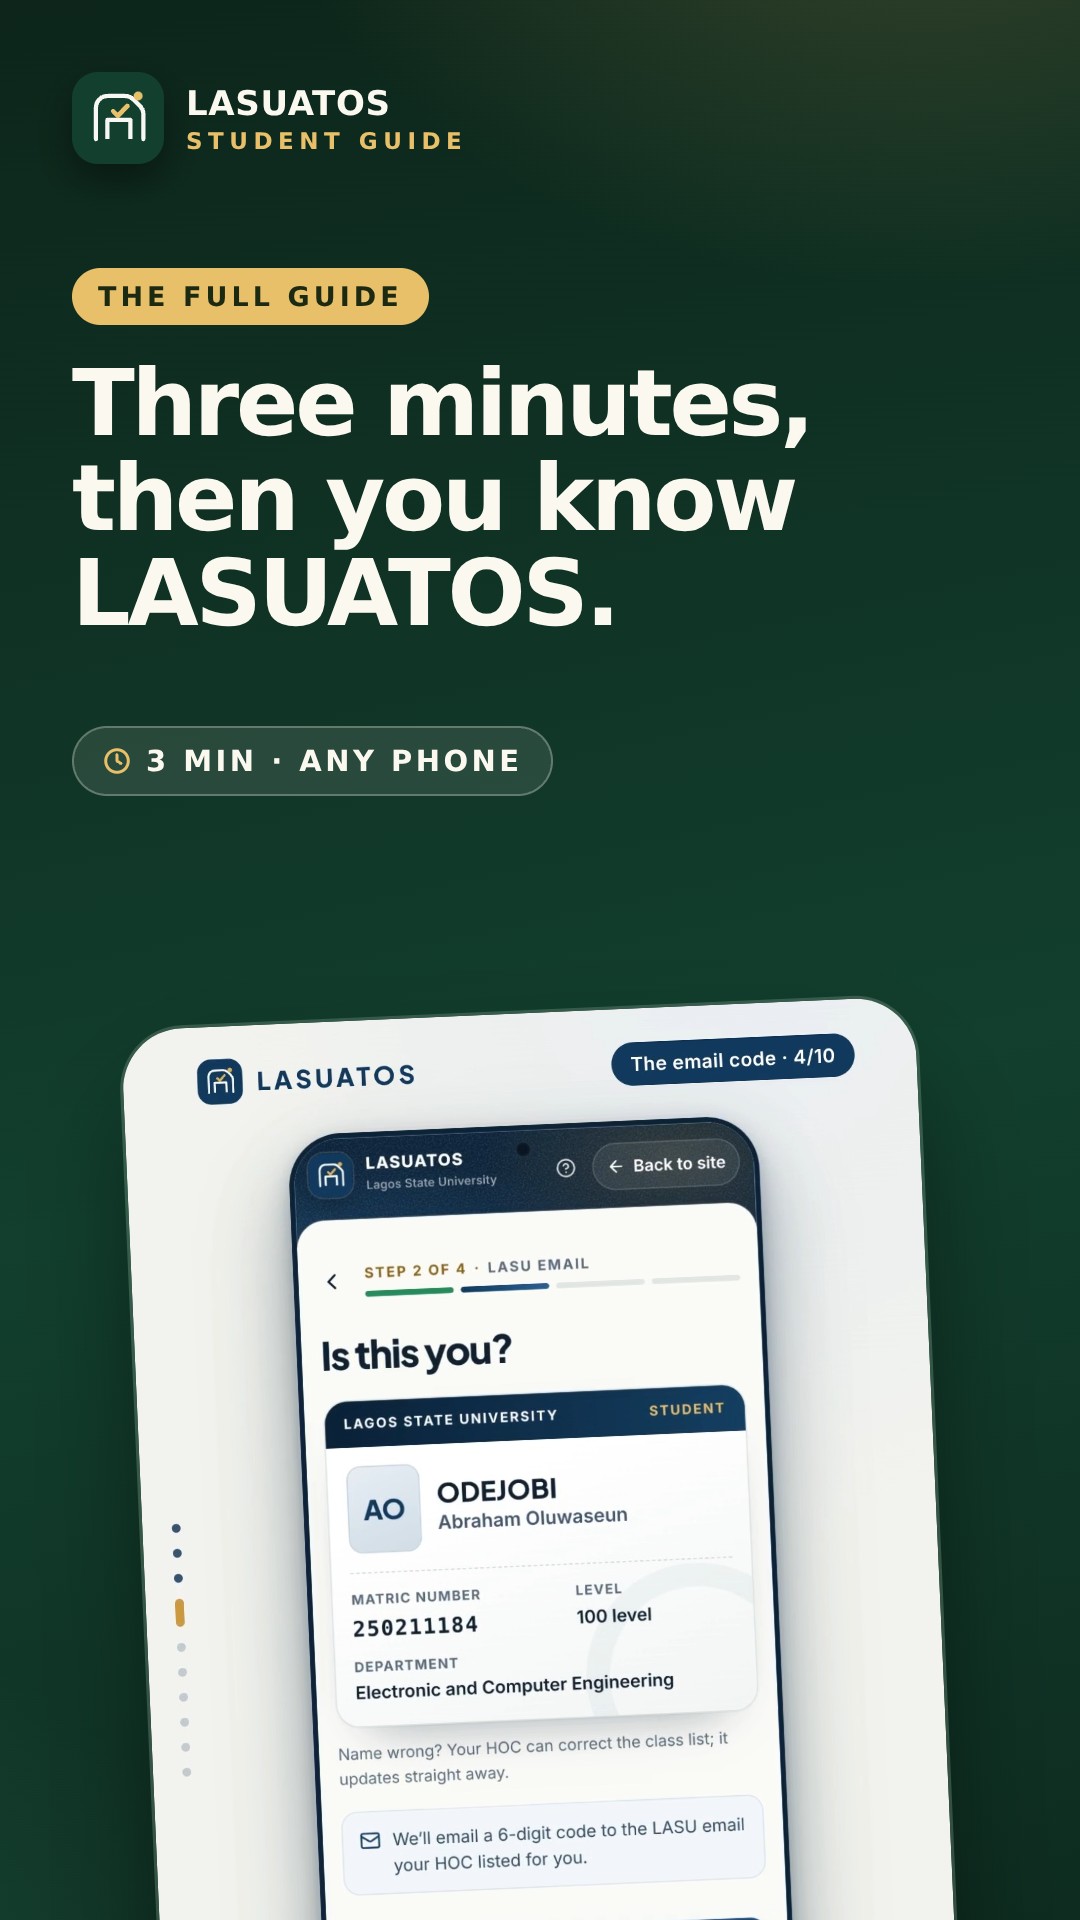 LASUATOS
STUDENT GUIDE
THE FULL GUIDE
Three minutes,
then you know
LASUATOS.
3 MIN · ANY PHONE
LASUATOS
The email code · 4/10
LASUATOS
Lagos State University
Back to site
STEP 2 OF 4 · LASU EMAIL
Is this you?
LAGOS STATE UNIVERSITY
STUDENT
AO
ODEJOBI
Abraham Oluwaseun
MATRIC NUMBER
LEVEL
250211184
100 level
DEPARTMENT
Electronic and Computer Engineering
Name wrong? Your HOC can correct the class list; it
updates straight away.
We'll email a 6-digit code to the LASU email
your HOC listed for you.